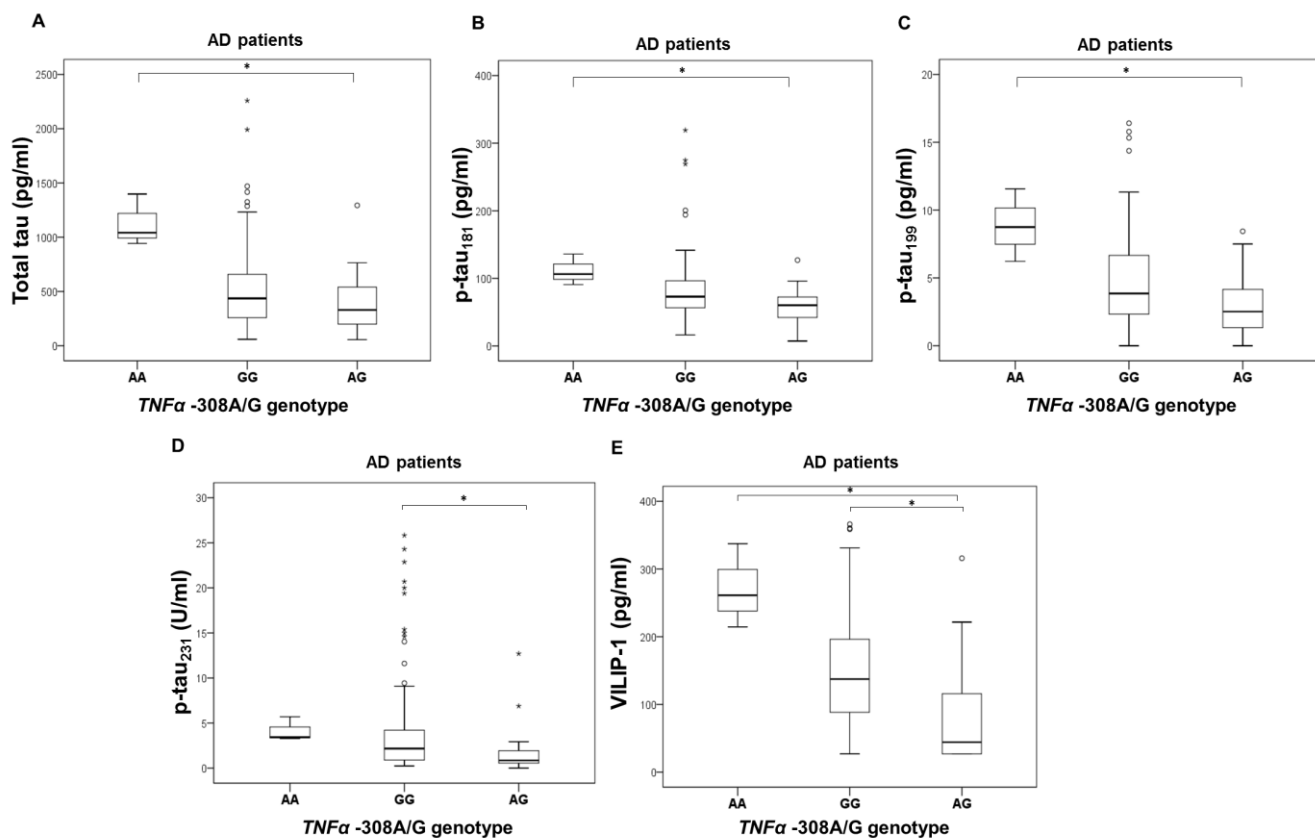 A
AD patients
*
2500
2000
1500
1000
500
0
Total tau (pg/ml)
AA GG AG
TNFα -308A/G genotype
B
AD patients
*
400
300
200
100
0
p-tau181 (pg/ml)
AA GG AG
TNFα -308A/G genotype
C
AD patients
*
20
15
10
5
0
p-tau199 (pg/ml)
AA GG AG
TNFα -308A/G genotype
D
AD patients
*
30
25
20
15
10
5
0
p-tau231 (U/ml)
AA GG AG
TNFα -308A/G genotype
E
AD patients
*
*
400
300
200
100
0
VILIP-1 (pg/ml)
AA GG AG
TNFα -308A/G genotype